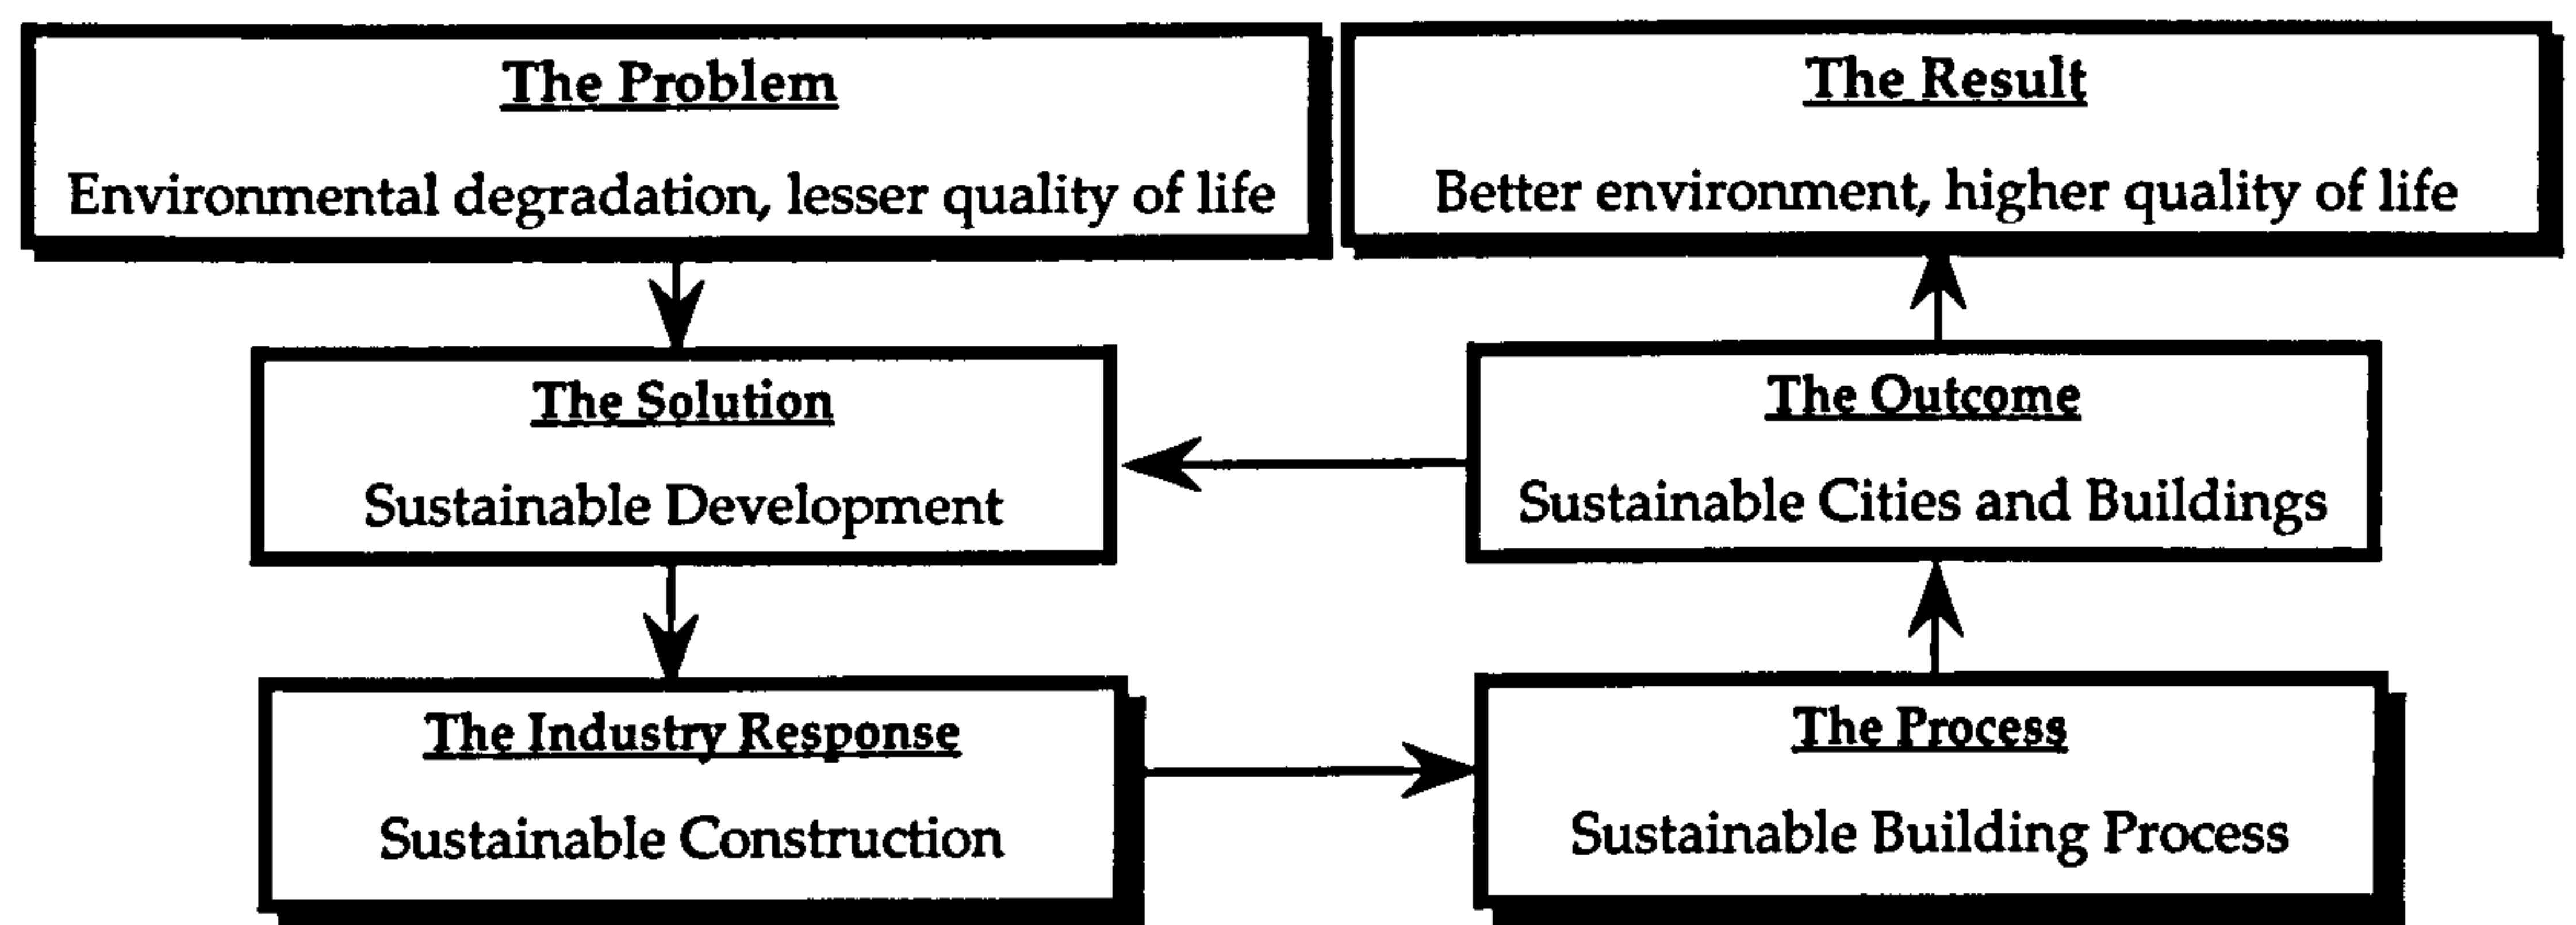 The Problem
Environmental degradation, lesser quality of life
The Result
Better environment, higher quality of life
The Solution
Sustainable Development
The Outcome
Sustainable Cities and Buildings
The Industry Response
Sustainable Construction
The Process
Sustainable Building Process